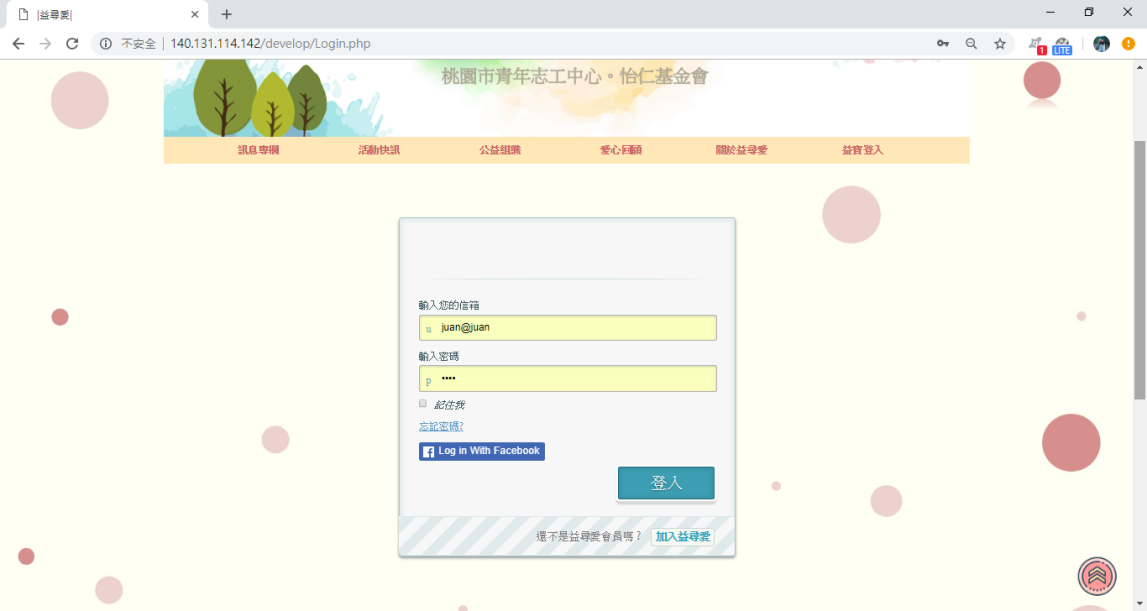 |益尋愛|
不安全 | 140.131.114.142/develop/Login.php
1
LITE
桃園市青年志工中心。怡仁基金會
訊息專欄 活動快訊 公益組織 愛心回顧 關於益尋愛 益寶登入
輸入您的信箱
u juan@juan
輸入密碼
p ••••
記住我
忘記密碼?
f Log in With Facebook
登入
還不是益尋愛會員嗎？ 加入益尋愛